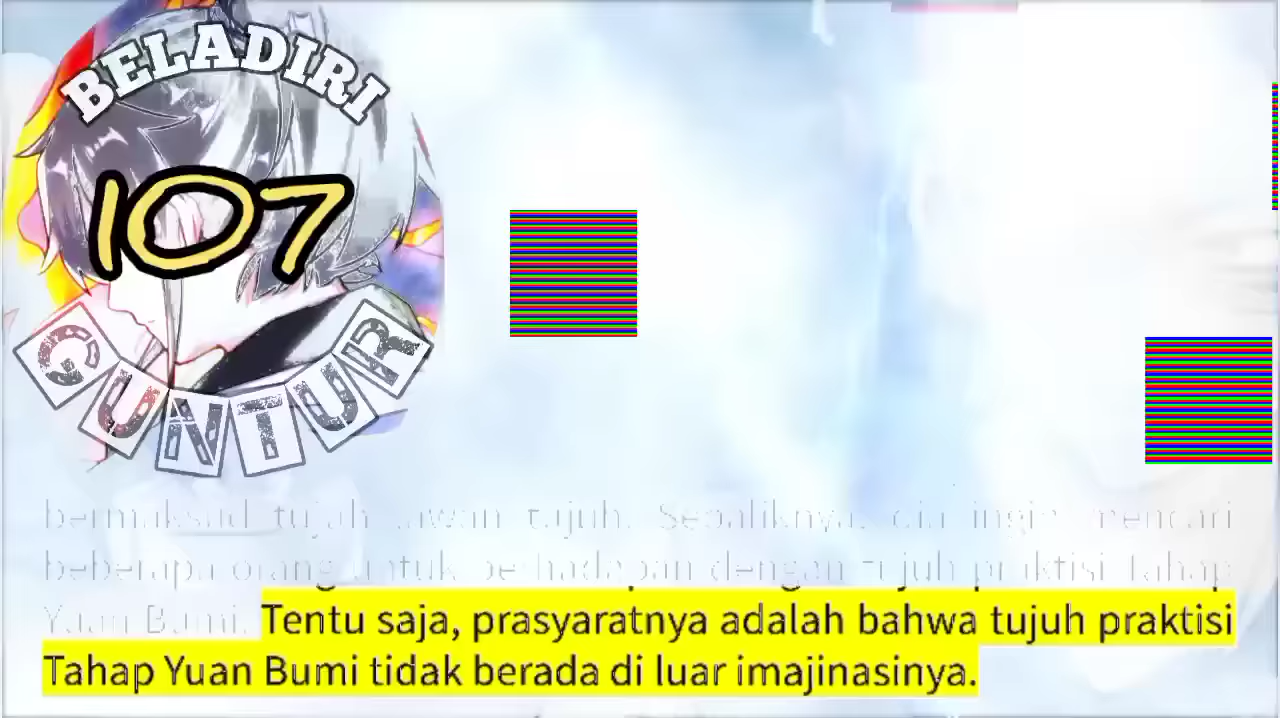 BELADIRI
107
GUNTUR
bermaksud tujuh lawan tujuh. Sebaliknya, dia ingin mencari
beberapa orang untuk berhadapan dengan tujuh praktisi Tahap
Yuan Bumi. Tentu saja, prasyaratnya adalah bahwa tujuh praktisi
Tahap Yuan Bumi tidak berada di luar imajinasinya.